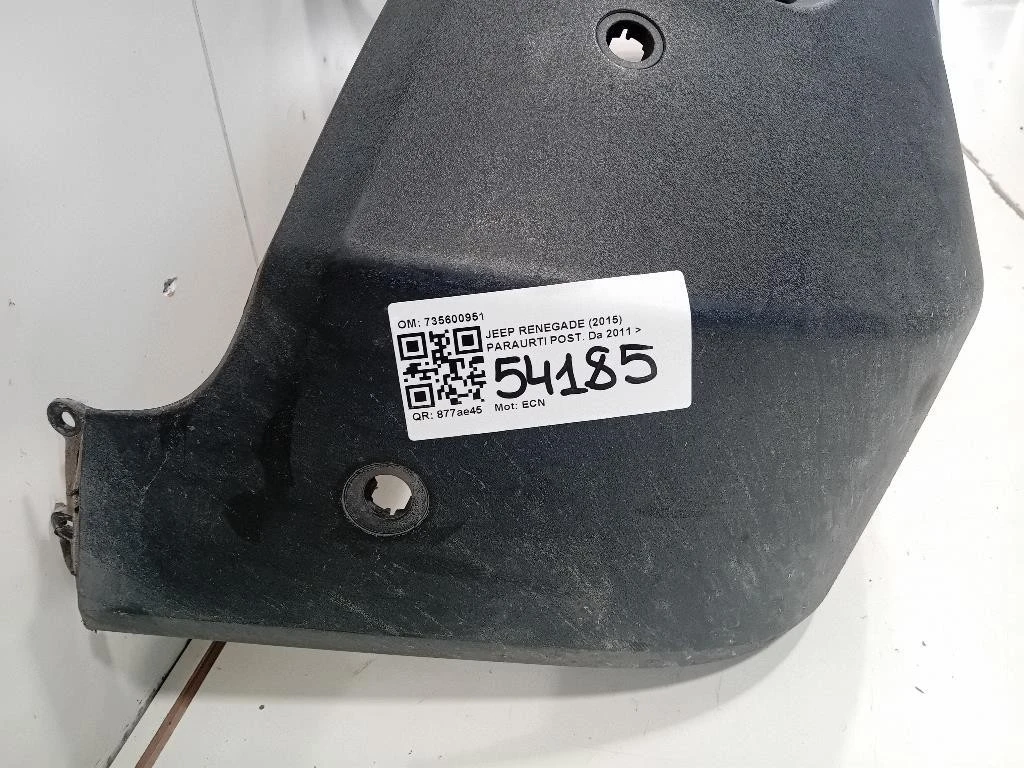 OM: 735600951
JEEP RENEGADE (2015)
PARAURTI POST. Da 2011 >
54185
QR: 877ae45 Mot: ECN